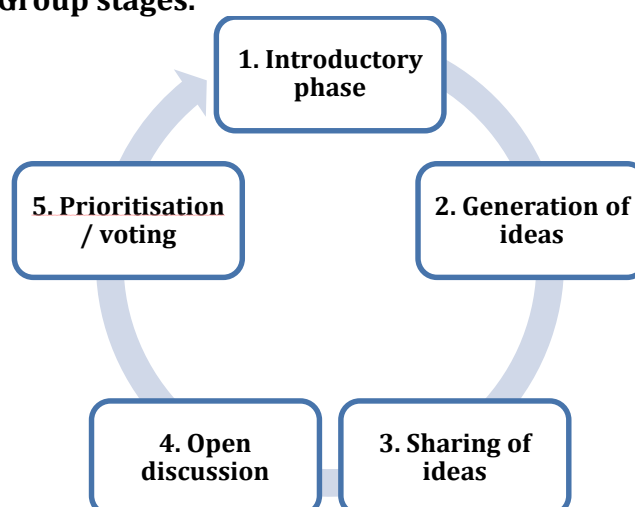 Group stages.
1. Introductory
phase
2. Generation of
ideas
3. Sharing of
ideas
4. Open
discussion
5. Prioritisation
/ voting